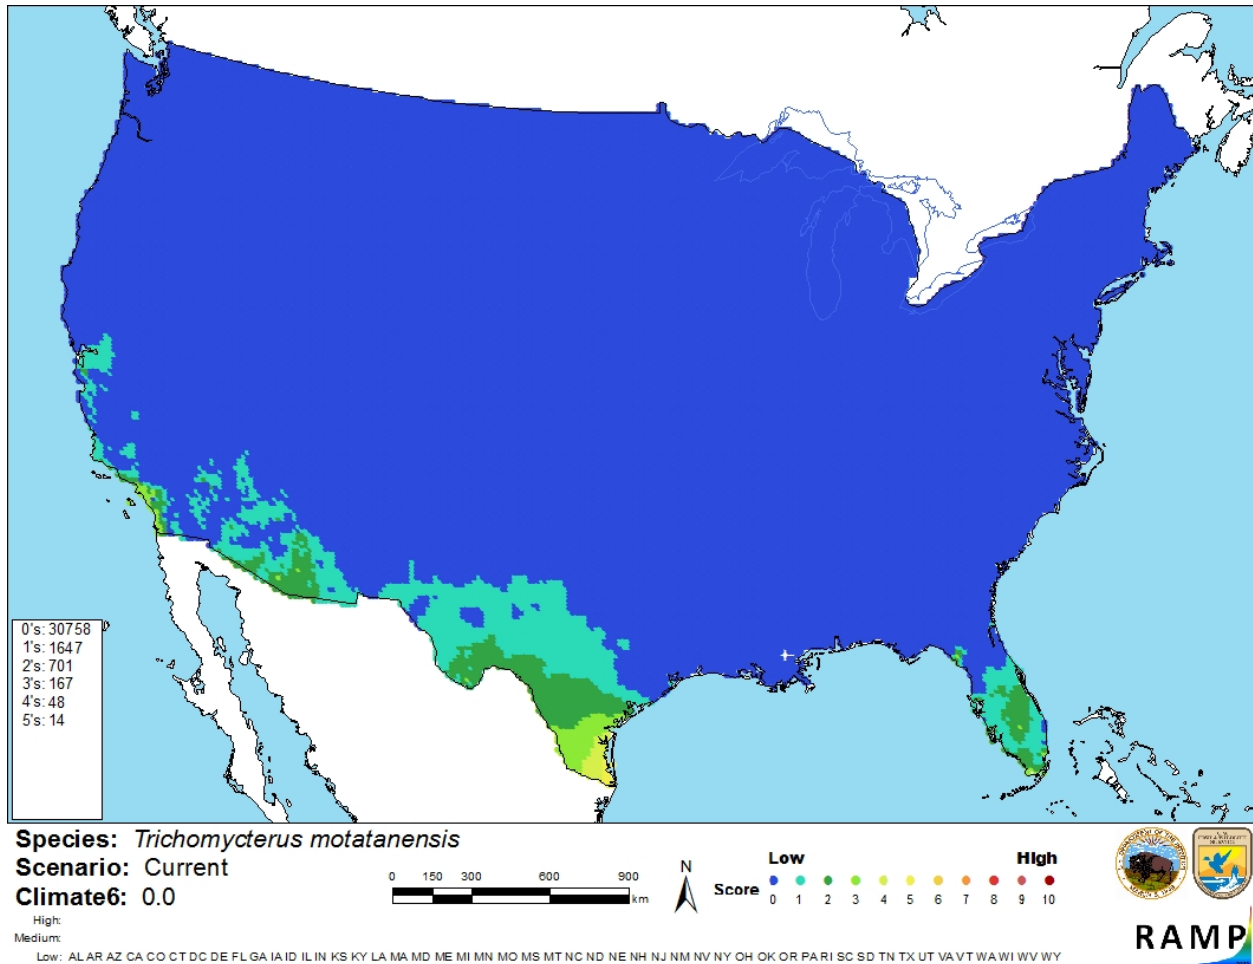 0's: 30758
1's: 1647
2's: 701
3's: 167
4's: 48
5's: 14
Species: Trichomycterus motatanensis
Scenario: Current
Climate6: 0.0
High:
Medium:
Low: AL AR AZ CA CO CT DC DE FL GA IA ID IL IN KS KY LA MA MD ME MI MN MO MS MT NC ND NE NH NJ NM NV NY OH OK OR PA RI SC SD TN TX UT VA VT WA WI WV WY
0 150 300 600 900
km
N
Low High
Score
0 1 2 3 4 5 6 7 8 9 10
RAMP